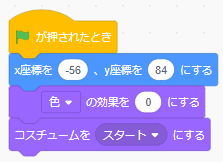 が押されたとき
x座標を -56 、y座標を 84 にする
色 の効果を 0 にする
コスチュームを スタート にする